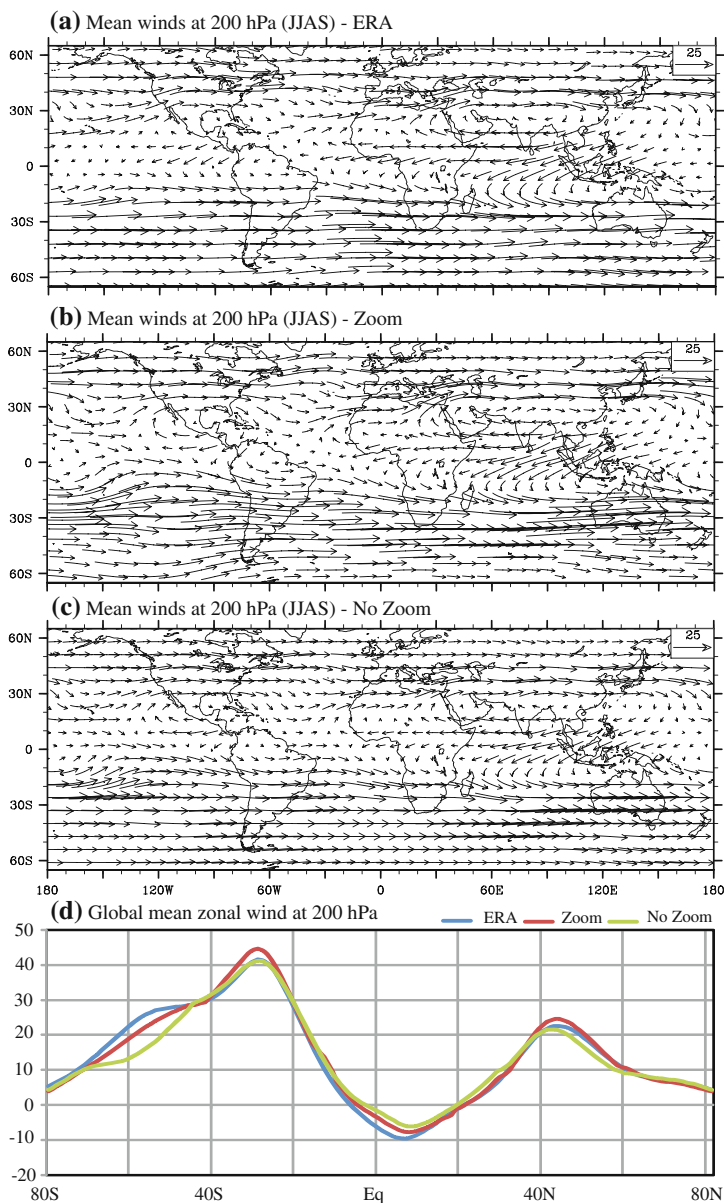 (a) Mean winds at 200 hPa (JJAS) - ERA
25
60N
30N
0
30S
60S
(b) Mean winds at 200 hPa (JJAS) - Zoom
25
60N
30N
0
30S
60S
(c) Mean winds at 200 hPa (JJAS) - No Zoom
25
60N
30N
0
30S
60S
180 120W 60W 0 60E 120E 180
(d) Global mean zonal wind at 200 hPa
ERA Zoom No Zoom
50
40
30
20
10
0
-10
-20
80S 40S Eq 40N 80N